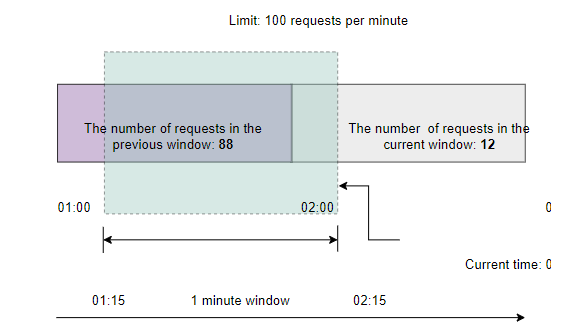 Limit: 100 requests per minute
The number of requests in the
previous window: 88
The number of requests in the
current window: 12
01:00
02:00
0
Current time: 0
01:15
1 minute window
02:15